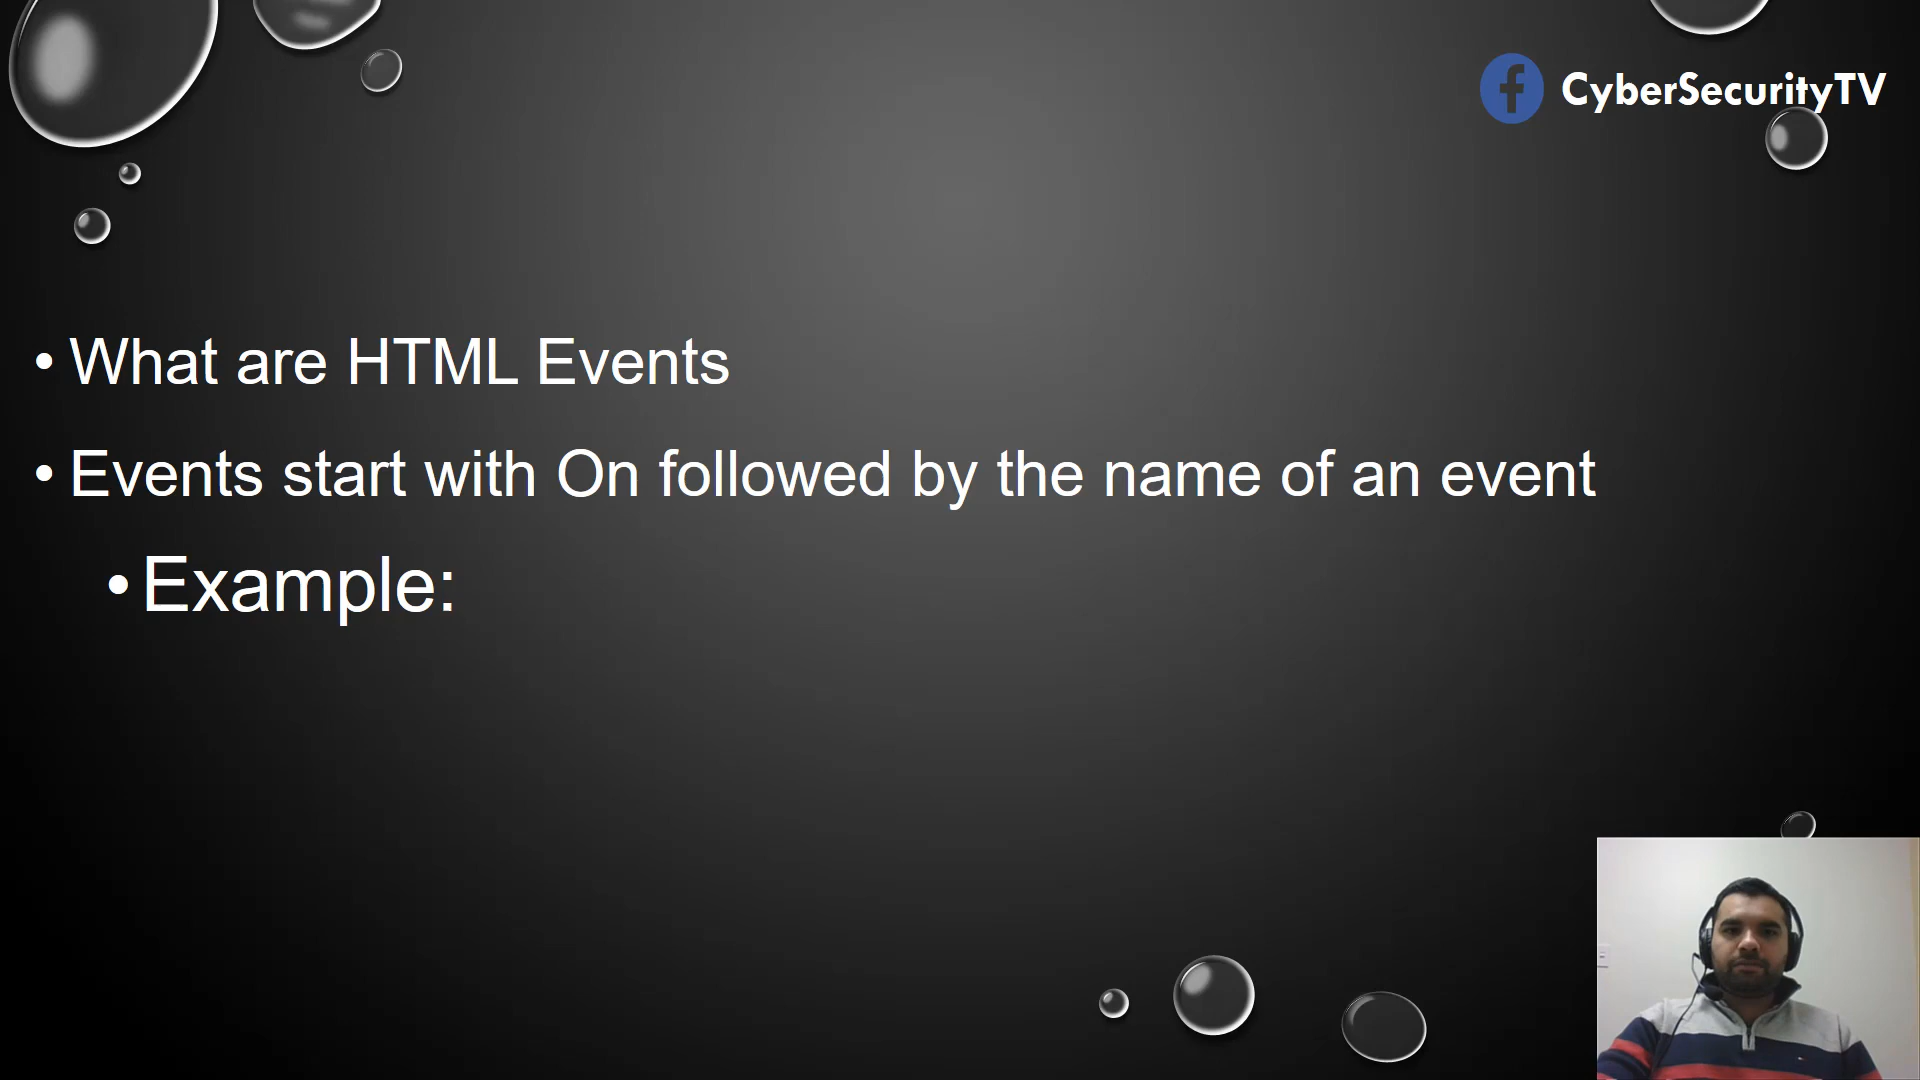 CyberSecurityTV
• What are HTML Events
• Events start with On followed by the name of an event
• Example: